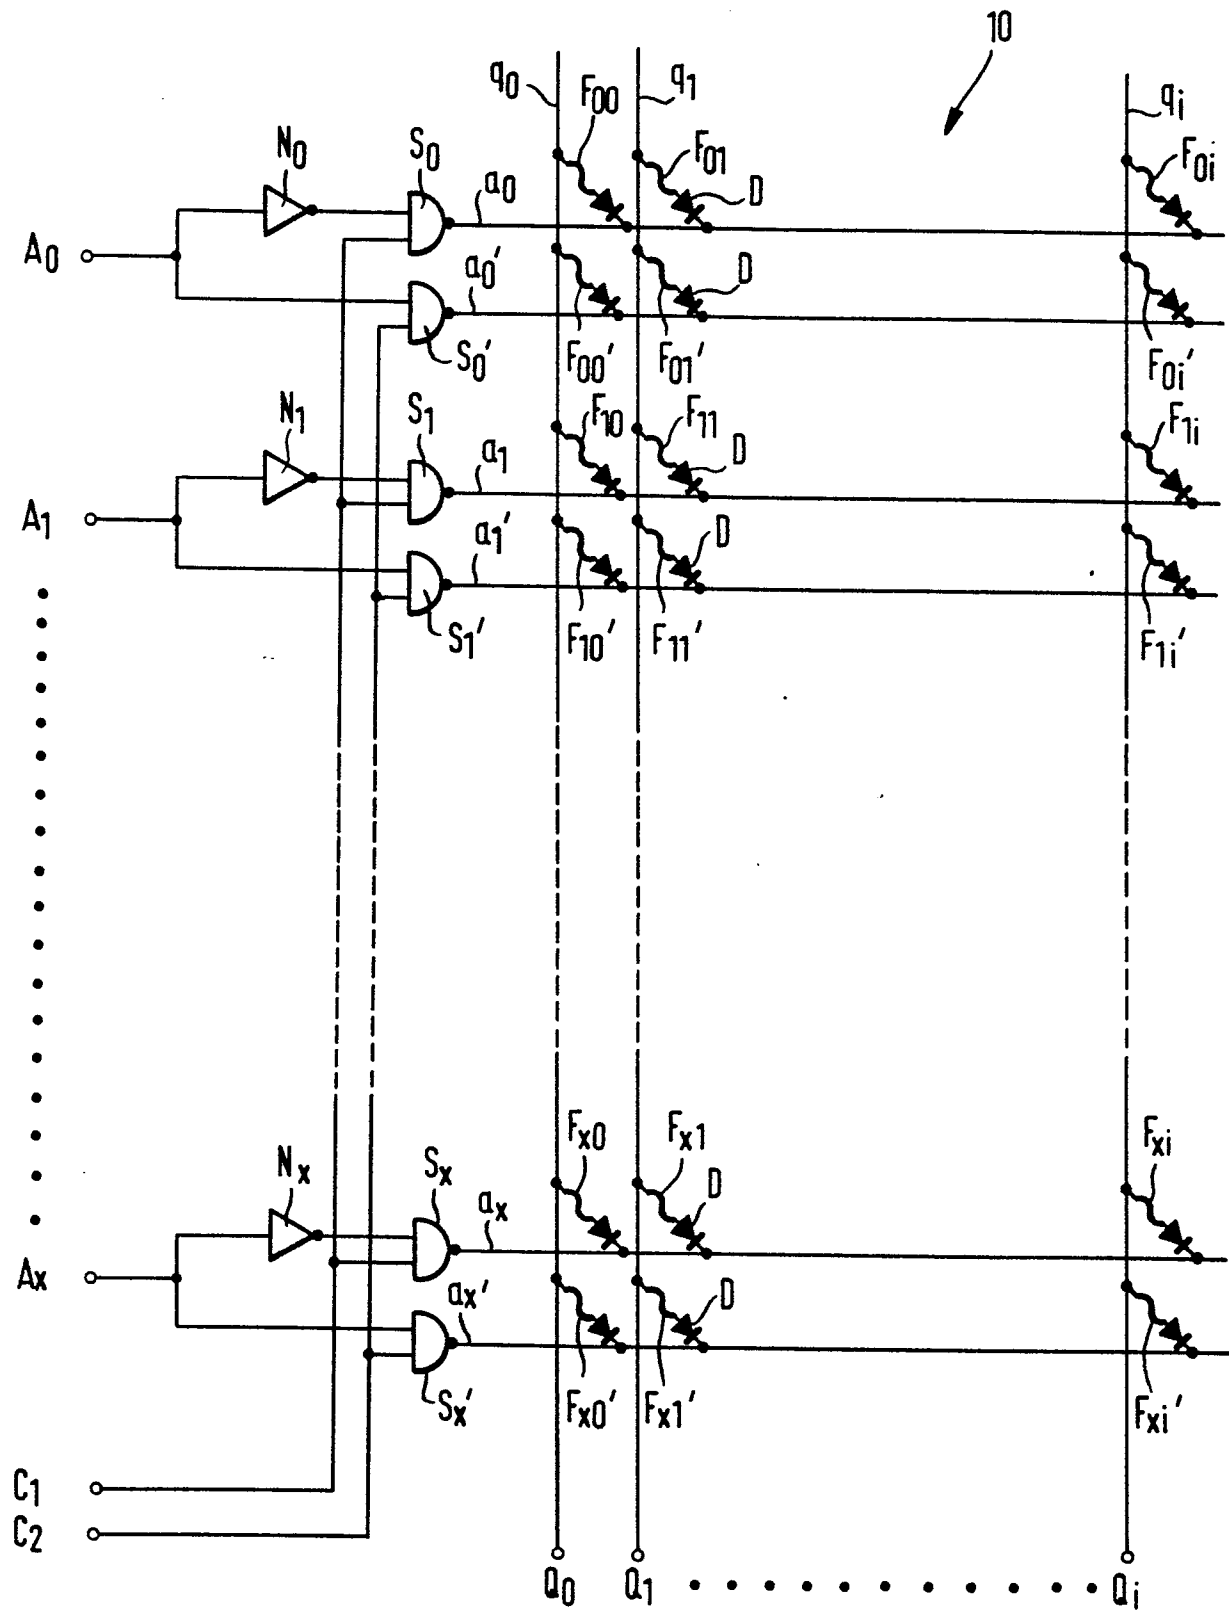 10
q0 F00 q1 qi
N0 S0 a0 F01 D F0i
A0 a0' D
S0' F00' F01' F0i'
N1 S1 a1 F10 F11 D F1i
A1 a1' D
S1' F10' F11' F1i'
Nx Sx ax Fx0 Fx1 D Fxi
Ax ax' D
Sx' Fx0' Fx1' Fxi'
C1
C2
Q0 Q1 Qi